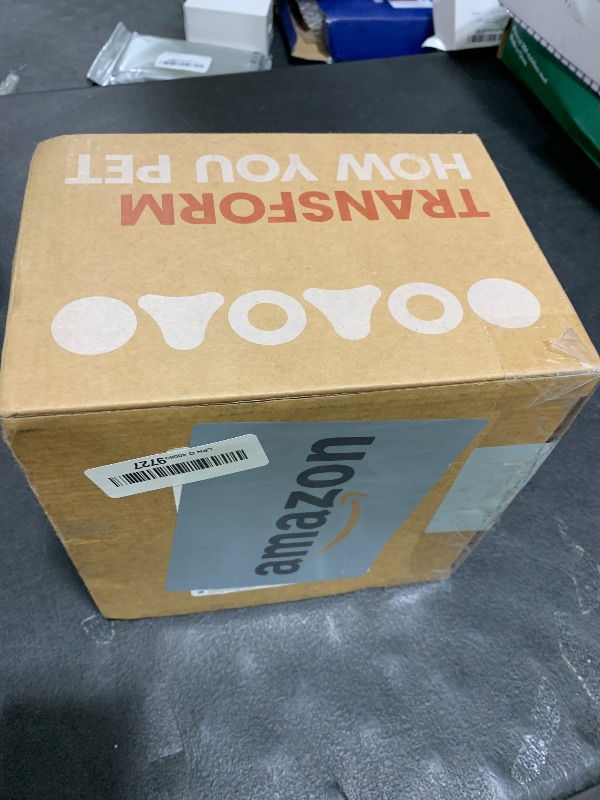 TRANSFORM
HOW YOU PET
amazon
9727